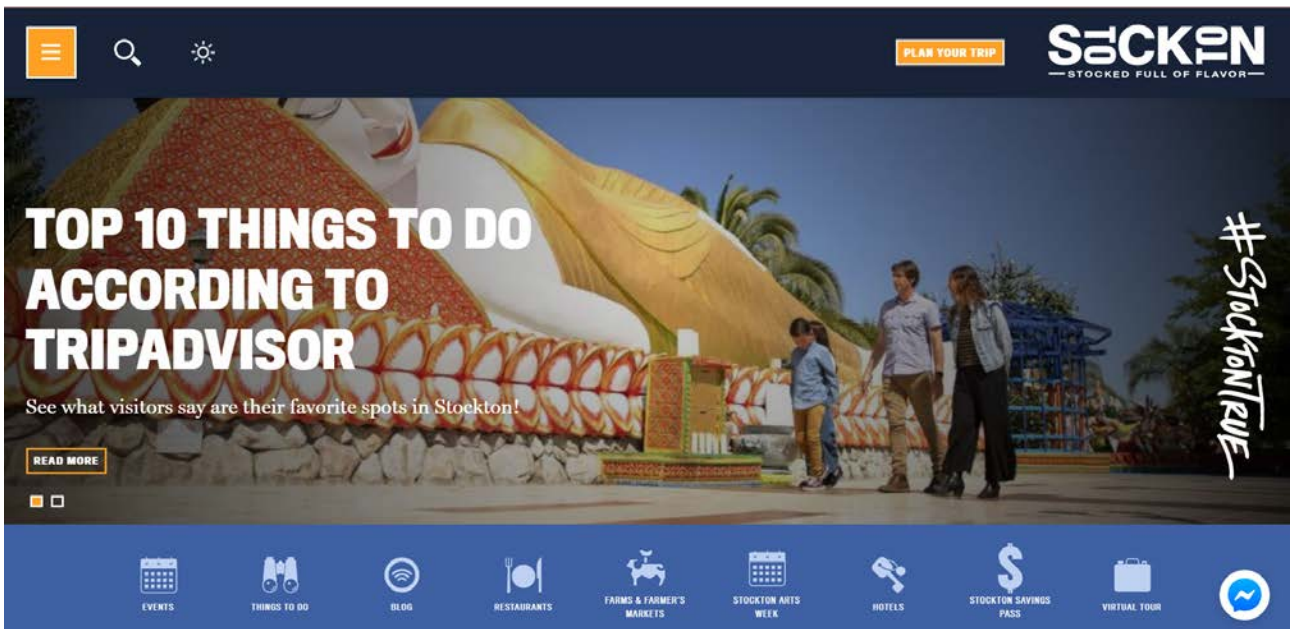 PLAN YOUR TRIP
STOCKTON
STOCKED FULL OF FLAVOR
TOP 10 THINGS TO DO
ACCORDING TO
TRIPADVISOR
See what visitors say are their favorite spots in Stockton!
READ MORE
#STOCKTONTRUE
EVENTS
THINGS TO DO
BLOG
RESTAURANTS
FARMS & FARMER'S
MARKETS
STOCKTON ARTS
WEEK
HOTELS
STOCKTON SAVINGS
PASS
VIRTUAL TOUR